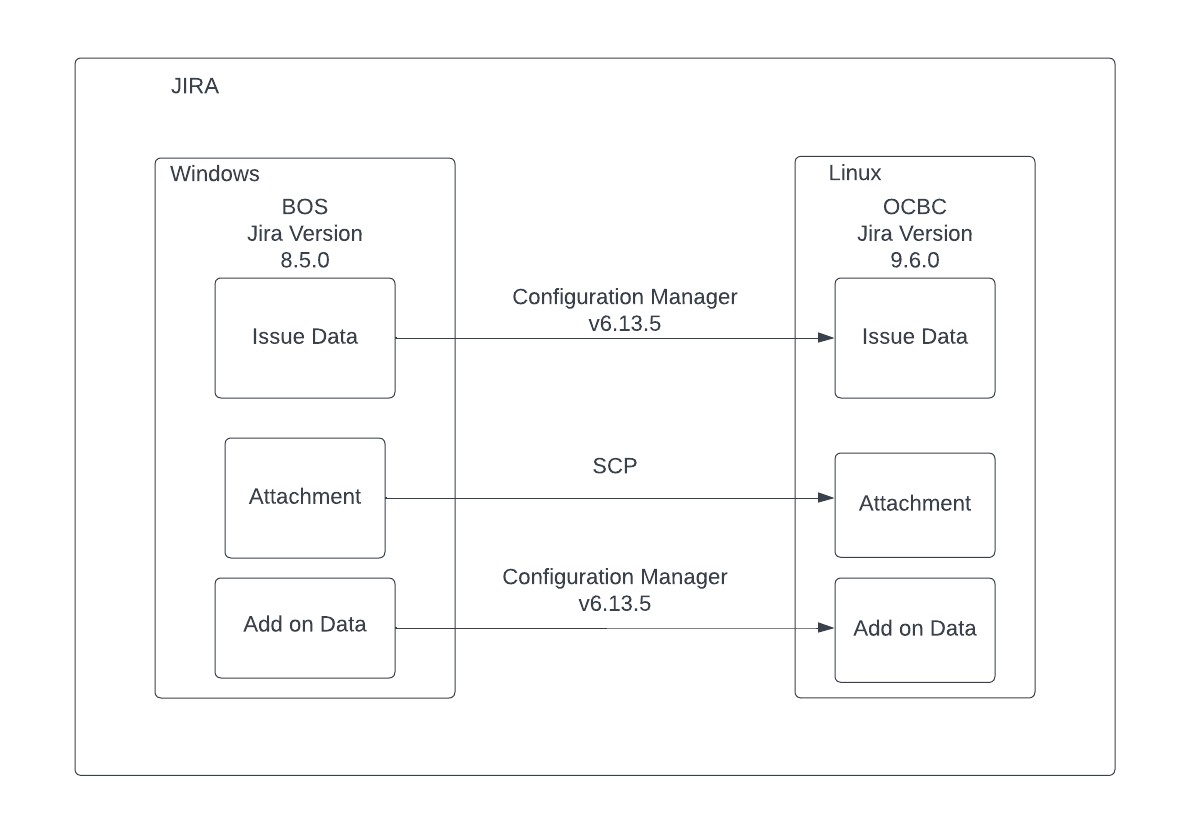 JIRA
Windows
BOS
Jira Version
8.5.0
Issue Data
Attachment
Add on Data
Configuration Manager
v6.13.5
SCP
Configuration Manager
v6.13.5
Linux
OCBC
Jira Version
9.6.0
Issue Data
Attachment
Add on Data